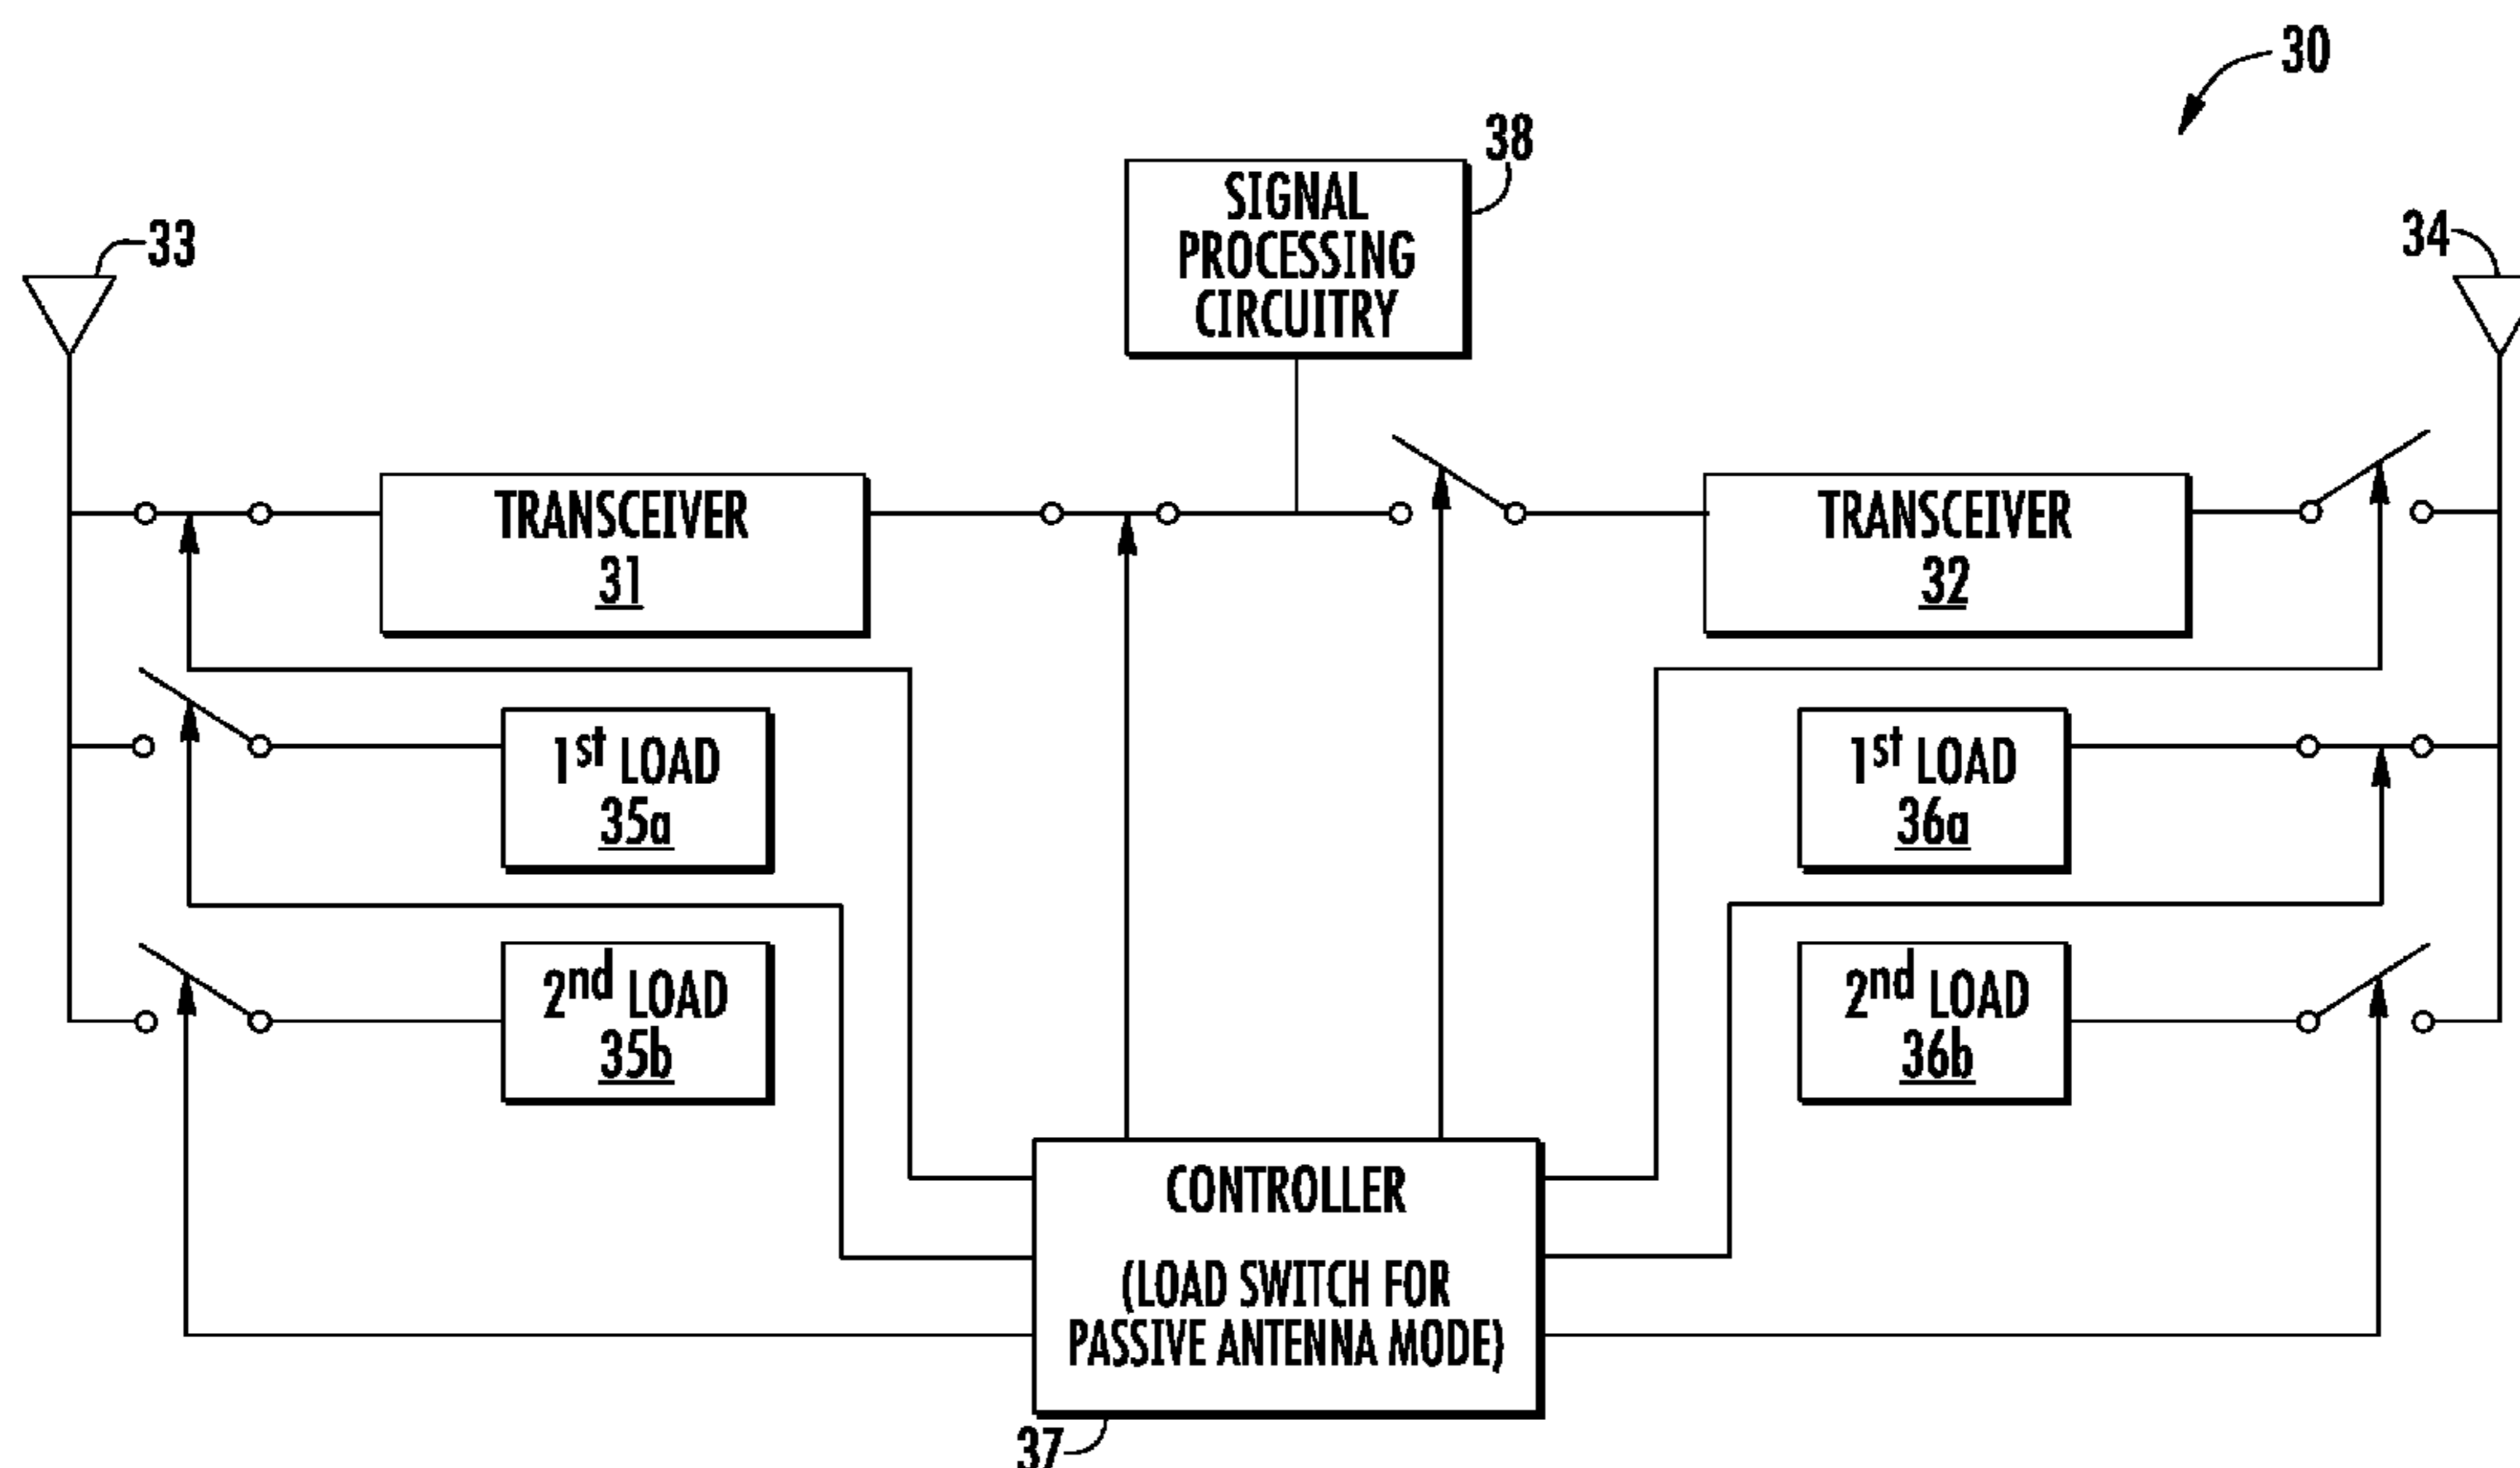 30
38
SIGNAL
PROCESSING
CIRCUITRY
33
34
TRANSCEIVER
31
TRANSCEIVER
32
1st LOAD
35a
1st LOAD
36a
2nd LOAD
35b
2nd LOAD
36b
CONTROLLER
(LOAD SWITCH FOR
PASSIVE ANTENNA MODE)
37